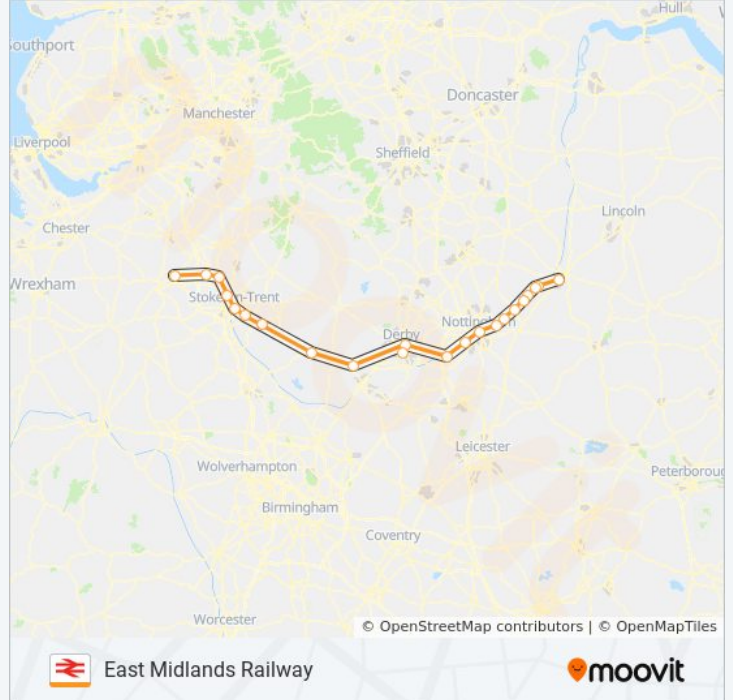 Hull
Southport
Doncaster
Manchester
Liverpool
Sheffield
Lincoln
Chester
Wrexham
Stoke-on-Trent
Nottingham
Derby
Leicester
Wolverhampton
Peterboroug
Birmingham
Coventry
Worcester
© OpenStreetMap contributors | © OpenMapTiles
East Midlands Railway
moovit